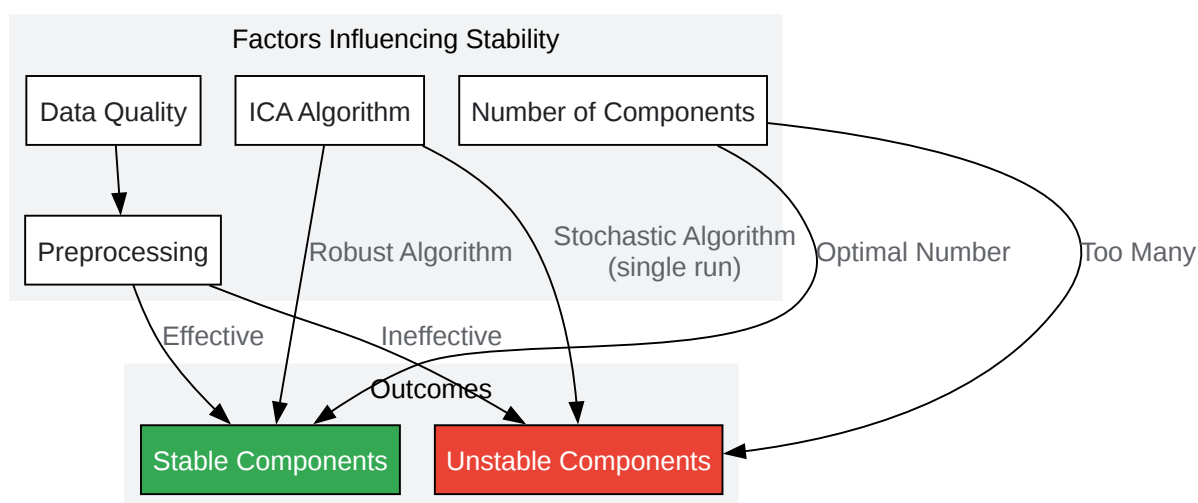 Factors Influencing Stability
Data Quality
ICA Algorithm
Number of Components
Preprocessing
Robust Algorithm
Stochastic Algorithm
(single run)
Optimal Number
Too Many
Effective
Ineffective
Outcomes
Stable Components
Unstable Components